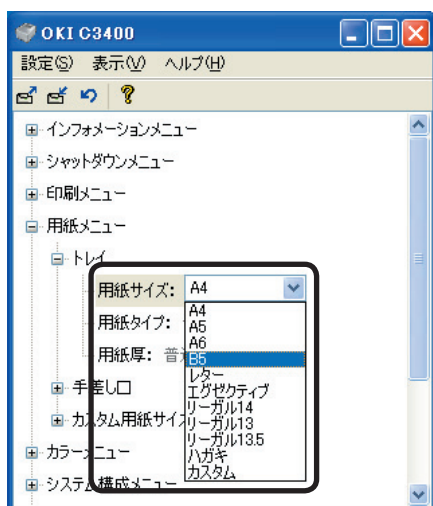 OKI C3400
設定(S) 表示(V) ヘルプ(H)
インフォメーションメニュー
シャットダウンメニュー
印刷メニュー
用紙メニュー
トレイ
用紙サイズ: A4
用紙タイプ:
用紙厚: 普
A4
A5
A6
B5
レター
エグゼクティブ
リーガル14
リーガル13
リーガル13.5
ハガキ
カスタム
手差し口
カスタム用紙サイズ
カラーメニュー
システム構成メニュー